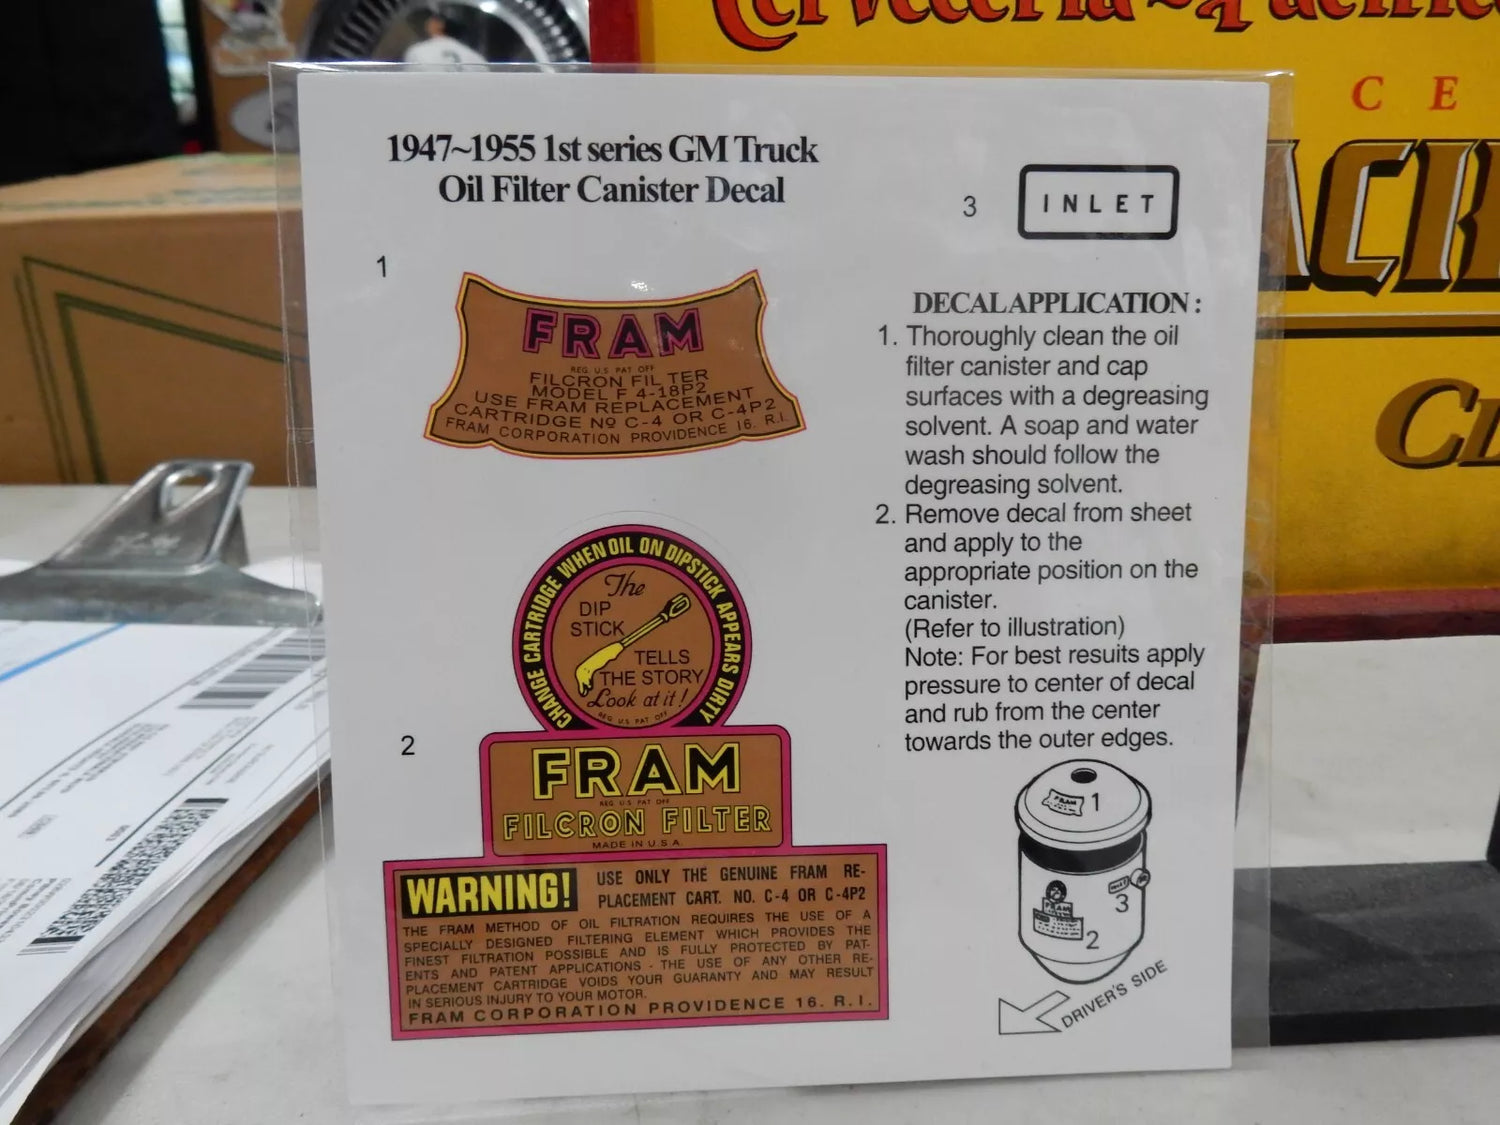 1947~1955 1st series GM Truck
Oil Filter Canister Decal
1
FRAM
REG. U.S. PAT. OFF
FILCRON FILTER
MODEL F 4-18P2
USE FRAM REPLACEMENT
CARTRIDGE Nº C-4 OR C-4P2
FRAM CORPORATION PROVIDENCE 16. R.I.
2
CHANGE CARTRIDGE WHEN OIL ON DIPSTICK APPEARS DIRTY
The
DIP
STICK
TELLS
THE STORY
Look at it!
REG U.S PAT OFF
FRAM
REG U S PAT OFF
FILCRON FILTER
MADE IN U.S.A.
WARNING!
USE ONLY THE GENUINE FRAM RE-
PLACEMENT CART. NO. C-4 OR C-4P2
THE FRAM METHOD OF OIL FILTRATION REQUIRES THE USE OF A
SPECIALLY DESIGNED FILTERING ELEMENT WHICH PROVIDES THE
FINEST FILTRATION POSSIBLE AND IS FULLY PROTECTED BY PAT-
ENTS AND PATENT APPLICATIONS - THE USE OF ANY OTHER RE-
PLACEMENT CARTRIDGE VOIDS YOUR GUARANTY AND MAY RESULT
IN SERIOUS INJURY TO YOUR MOTOR.
FRAM CORPORATION PROVIDENCE 16. R.I.
3
INLET
DECAL APPLICATION:
1. Thoroughly clean the oil
filter canister and cap
surfaces with a degreasing
solvent. A soap and water
wash should follow the
degreasing solvent.
2. Remove decal from sheet
and apply to the
appropriate position on the
canister.
(Refer to illustration)
Note: For best resuits apply
pressure to center of decal
and rub from the center
towards the outer edges.
FRAM
1
3
FRAM
2
DRIVER'S SIDE
Cerveceria~Pacifico
C E
ACI